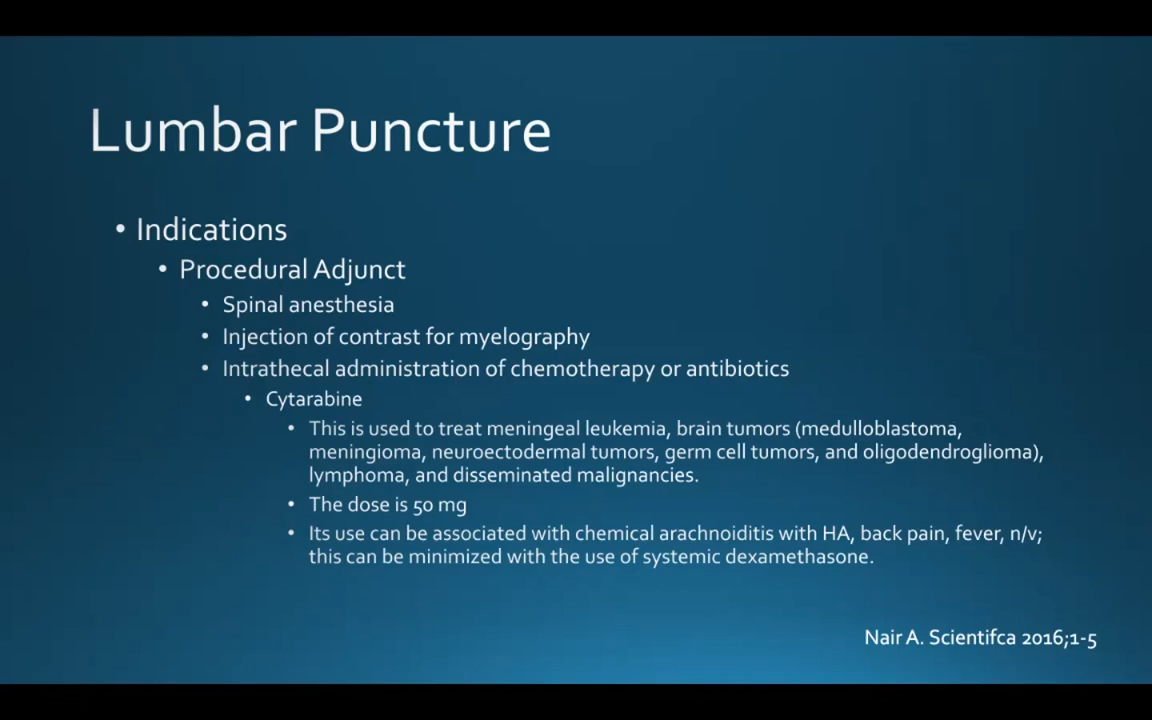 Lumbar Puncture
• Indications
• Procedural Adjunct
• Spinal anesthesia
• Injection of contrast for myelography
• Intrathecal administration of chemotherapy or antibiotics
• Cytarabine
• This is used to treat meningeal leukemia, brain tumors (medulloblastoma,
meningioma, neuroectodermal tumors, germ cell tumors, and oligodendroglioma),
lymphoma, and disseminated malignancies.
• The dose is 50 mg
• Its use can be associated with chemical arachnoiditis with HA, back pain, fever, n/v;
this can be minimized with the use of systemic dexamethasone.
Nair A. Scientifca 2016;1-5